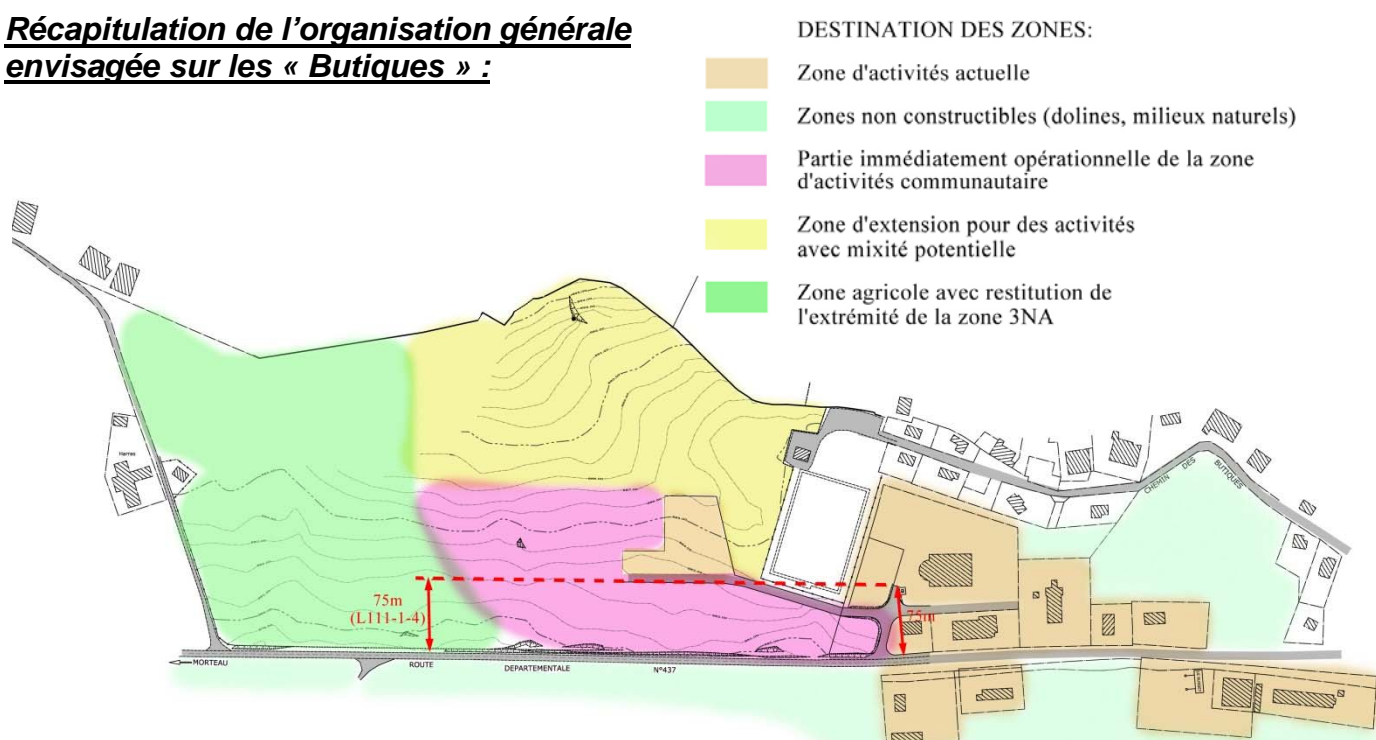 Récapitulation de l'organisation générale
envisagée sur les « Butiques » :
DESTINATION DES ZONES:
Zone d'activités actuelle
Zones non constructibles (dolines, milieux naturels)
Partie immédiatement opérationnelle de la zone
d'activités communautaire
Zone d'extension pour des activités
avec mixité potentielle
Zone agricole avec restitution de
l'extrémité de la zone 3NA
Harras
CHEMIN DES BUTIQUES
75m
(L111-1-4)
75m
MORTEAU
ROUTE DEPARTEMENTALE N°437